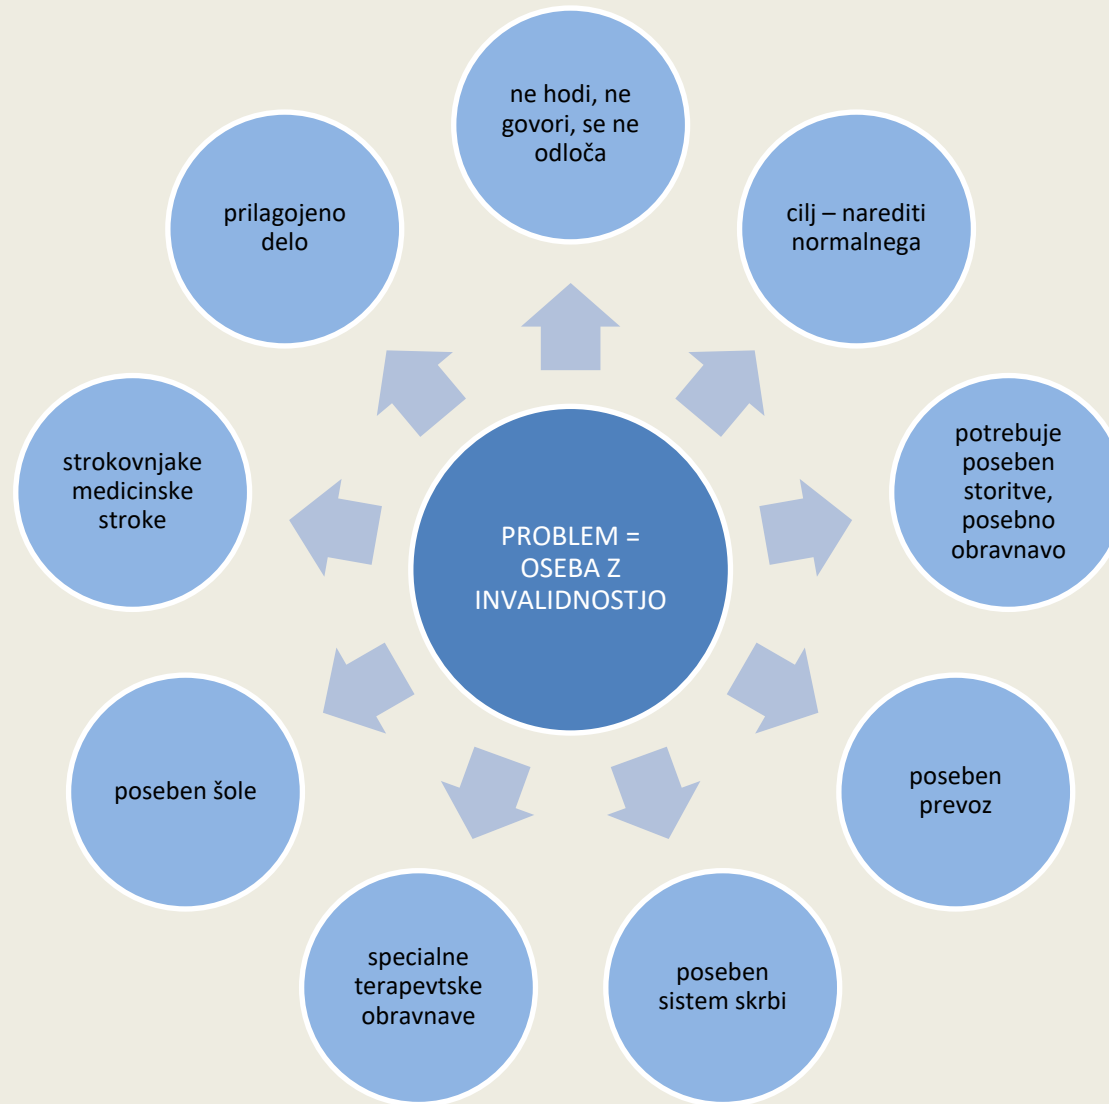 ne hodi, ne
govori, se ne
odloča
cilj – narediti
normalnega
potrebuje
poseben
storitve,
posebno
obravnavo
poseben
prevoz
poseben
sistem skrbi
specialne
terapevtske
obravnave
poseben šole
strokovnjake
medicinske
stroke
prilagojeno
delo
PROBLEM =
OSEBA Z
INVALIDNOSTJO